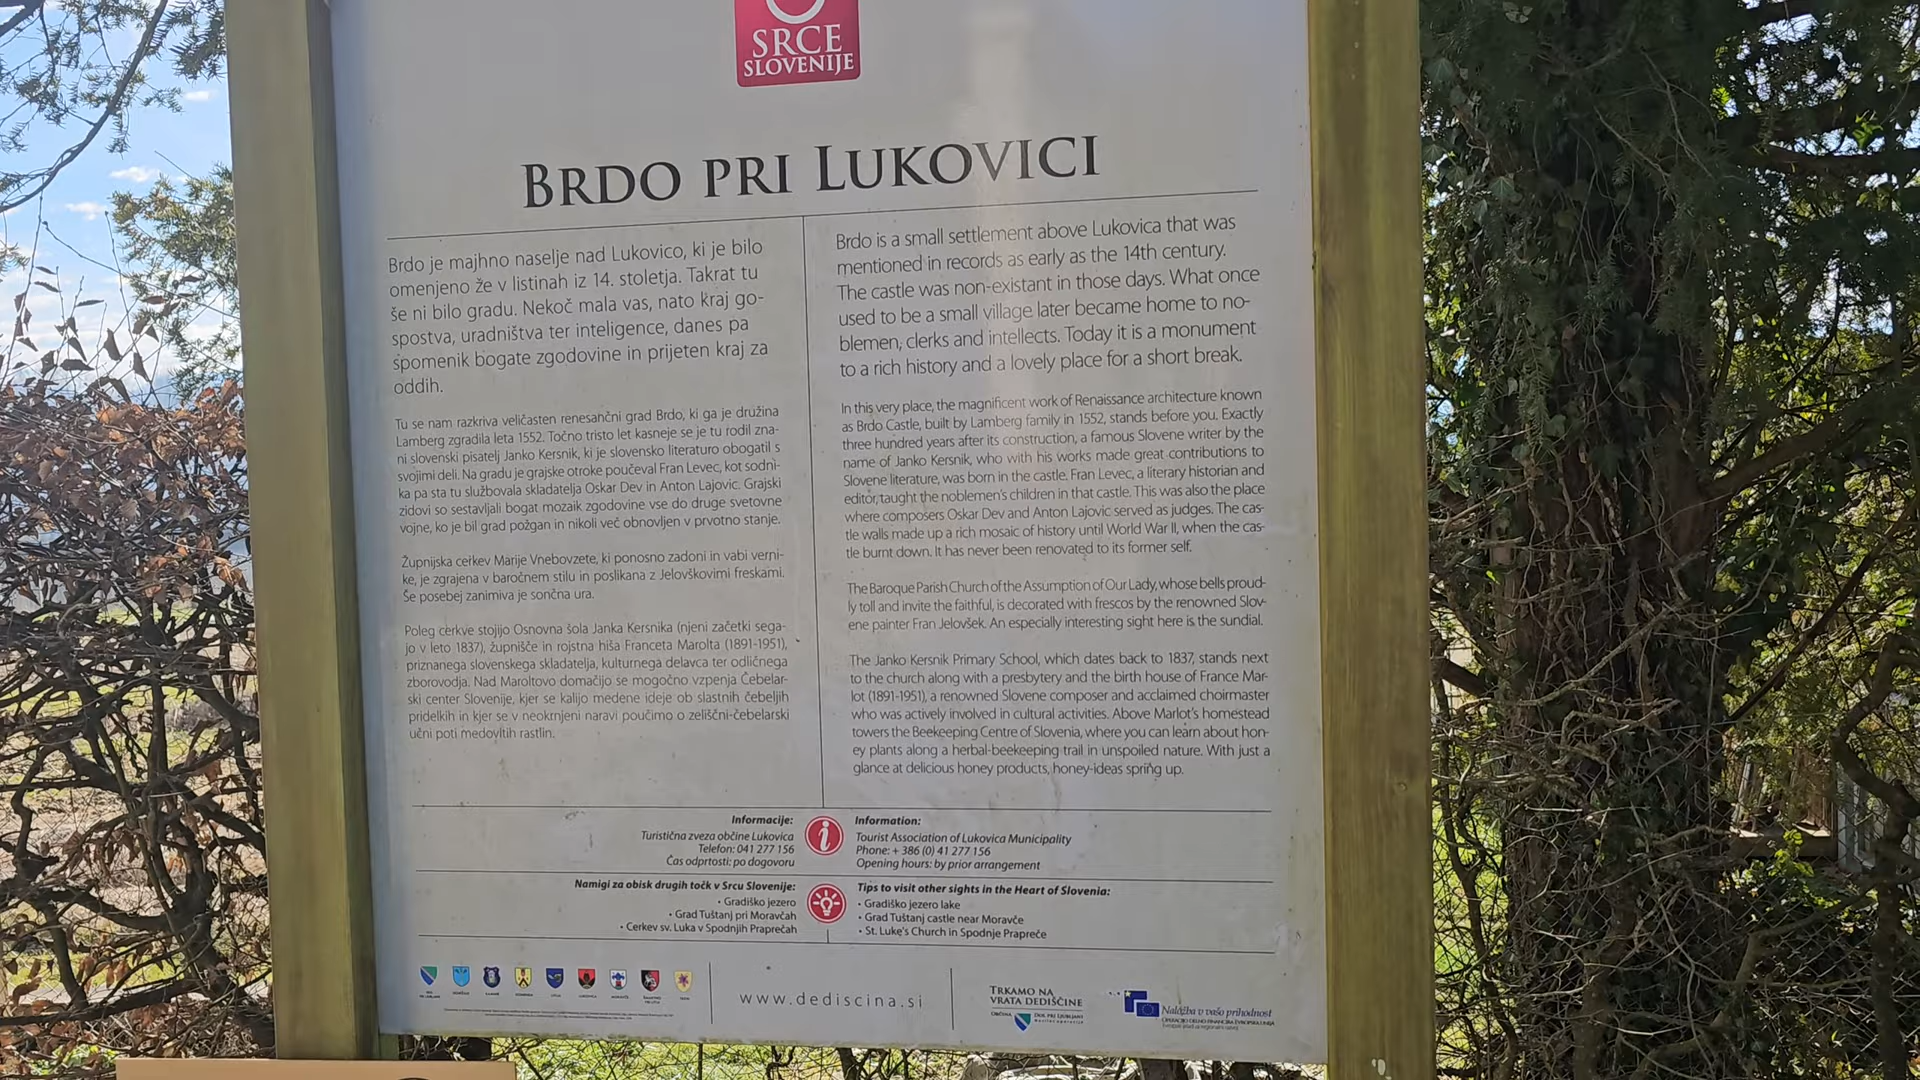 SRCE
SLOVENIJE
BRDO PRI LUKOVICI
Brdo je majhno naselje nad Lukovico, ki je bilo
omenjeno že v listinah iz 14. stoletja. Takrat tu
še ni bilo gradu. Nekoč mala vas, nato kraj go-
spostva, uradništva ter inteligence, danes pa
spomenik bogate zgodovine in prijeten kraj za
oddih.
Tu se nam razkriva veličasten renesančni grad Brdo, ki ga je družina
Lamberg zgradila leta 1552. Točno tristo let kasneje se je tu rodil zna-
ni slovenski pisatelj Janko Kersnik, ki je slovensko literaturo obogatil s
svojimi deli. Na gradu je grajske otroke poučeval Fran Levec, kot sodni-
ka pa sta tu službovala skladatelja Oskar Dev in Anton Lajovic. Grajski
zidovi so sestavljali bogat mozaik zgodovine vse do druge svetovne
vojne, ko je bil grad požgan in nikoli več obnovljen v prvotno stanje.
Župnijska cerkev Marije Vnebovzete, ki ponosno zadoni in vabi verni-
ke, je zgrajena v baročnem stilu in poslikana z Jelovškovimi freskami.
Še posebej zanimiva je sončna ura.
Poleg cerkve stojijo Osnovna šola Janka Kersnika (njeni začetki sega-
jo v leto 1837), župnišče in rojstna hiša Franceta Marolta (1891-1951),
priznanega slovenskega skladatelja, kulturnega delavca ter odličnega
zborovodja. Nad Maroltovo domačijo se mogočno vzpenja Čebelar-
ski center Slovenije, kjer se kalijo medene ideje ob slastnih čebeljih
pridelkih in kjer se v neokrnjeni naravi poučimo o zeliščni-čebelarski
učni poti medovitih rastlin.
Brdo is a small settlement above Lukovica that was
mentioned in records as early as the 14th century.
The castle was non-existant in those days. What once
used to be a small village later became home to no-
blemen, clerks and intellects. Today it is a monument
to a rich history and a lovely place for a short break.
In this very place, the magnificent work of Renaissance architecture known
as Brdo Castle, built by Lamberg family in 1552, stands before you. Exactly
three hundred years after its construction, a famous Slovene writer by the
name of Janko Kersnik, who with his works made great contributions to
Slovene literature, was born in the castle. Fran Levec, a literary historian and
editor, taught the noblemen's children in that castle. This was also the place
where composers Oskar Dev and Anton Lajovic served as judges. The cas-
tle walls made up a rich mosaic of history until World War II, when the cas-
tle burnt down. It has never been renovated to its former self.
The Baroque Parish Church of the Assumption of Our Lady, whose bells proud-
ly toll and invite the faithful, is decorated with frescos by the renowned Slov-
ene painter Fran Jelovšek. An especially interesting sight here is the sundial.
The Janko Kersnik Primary School, which dates back to 1837, stands next
to the church along with a presbytery and the birth house of France Mar-
lot (1891-1951), a renowned Slovene composer and acclaimed choirmaster
who was actively involved in cultural activities. Above Marlot's homestead
towers the Beekeeping Centre of Slovenia, where you can learn about hon-
ey plants along a herbal-beekeeping trail in unspoiled nature. With just a
glance at delicious honey products, honey-ideas spring up.
Informacije:
Turistična zveza občine Lukovica
Telefon: 041 277 156
Čas odprtosti: po dogovoru
Information:
Tourist Association of Lukovica Municipality
Phone: + 386 (0) 41 277 156
Opening hours: by prior arrangement
Namigi za obisk drugih točk v Srcu Slovenije:
• Gradiško jezero
• Grad Tuštanj pri Moravčah
• Cerkev sv. Luka v Spodnjih Praprečah
Tips to visit other sights in the Heart of Slovenia:
• Gradiško jezero lake
• Grad Tuštanj castle near Moravče
• St. Luke's Church in Spodnje Prapreče
www.dediscina.si
TRKAMO NA
VRATA DEDIŠČINE
OBČINA DOL PRI LJUBLJANI
Naložba v vašo prihodnost